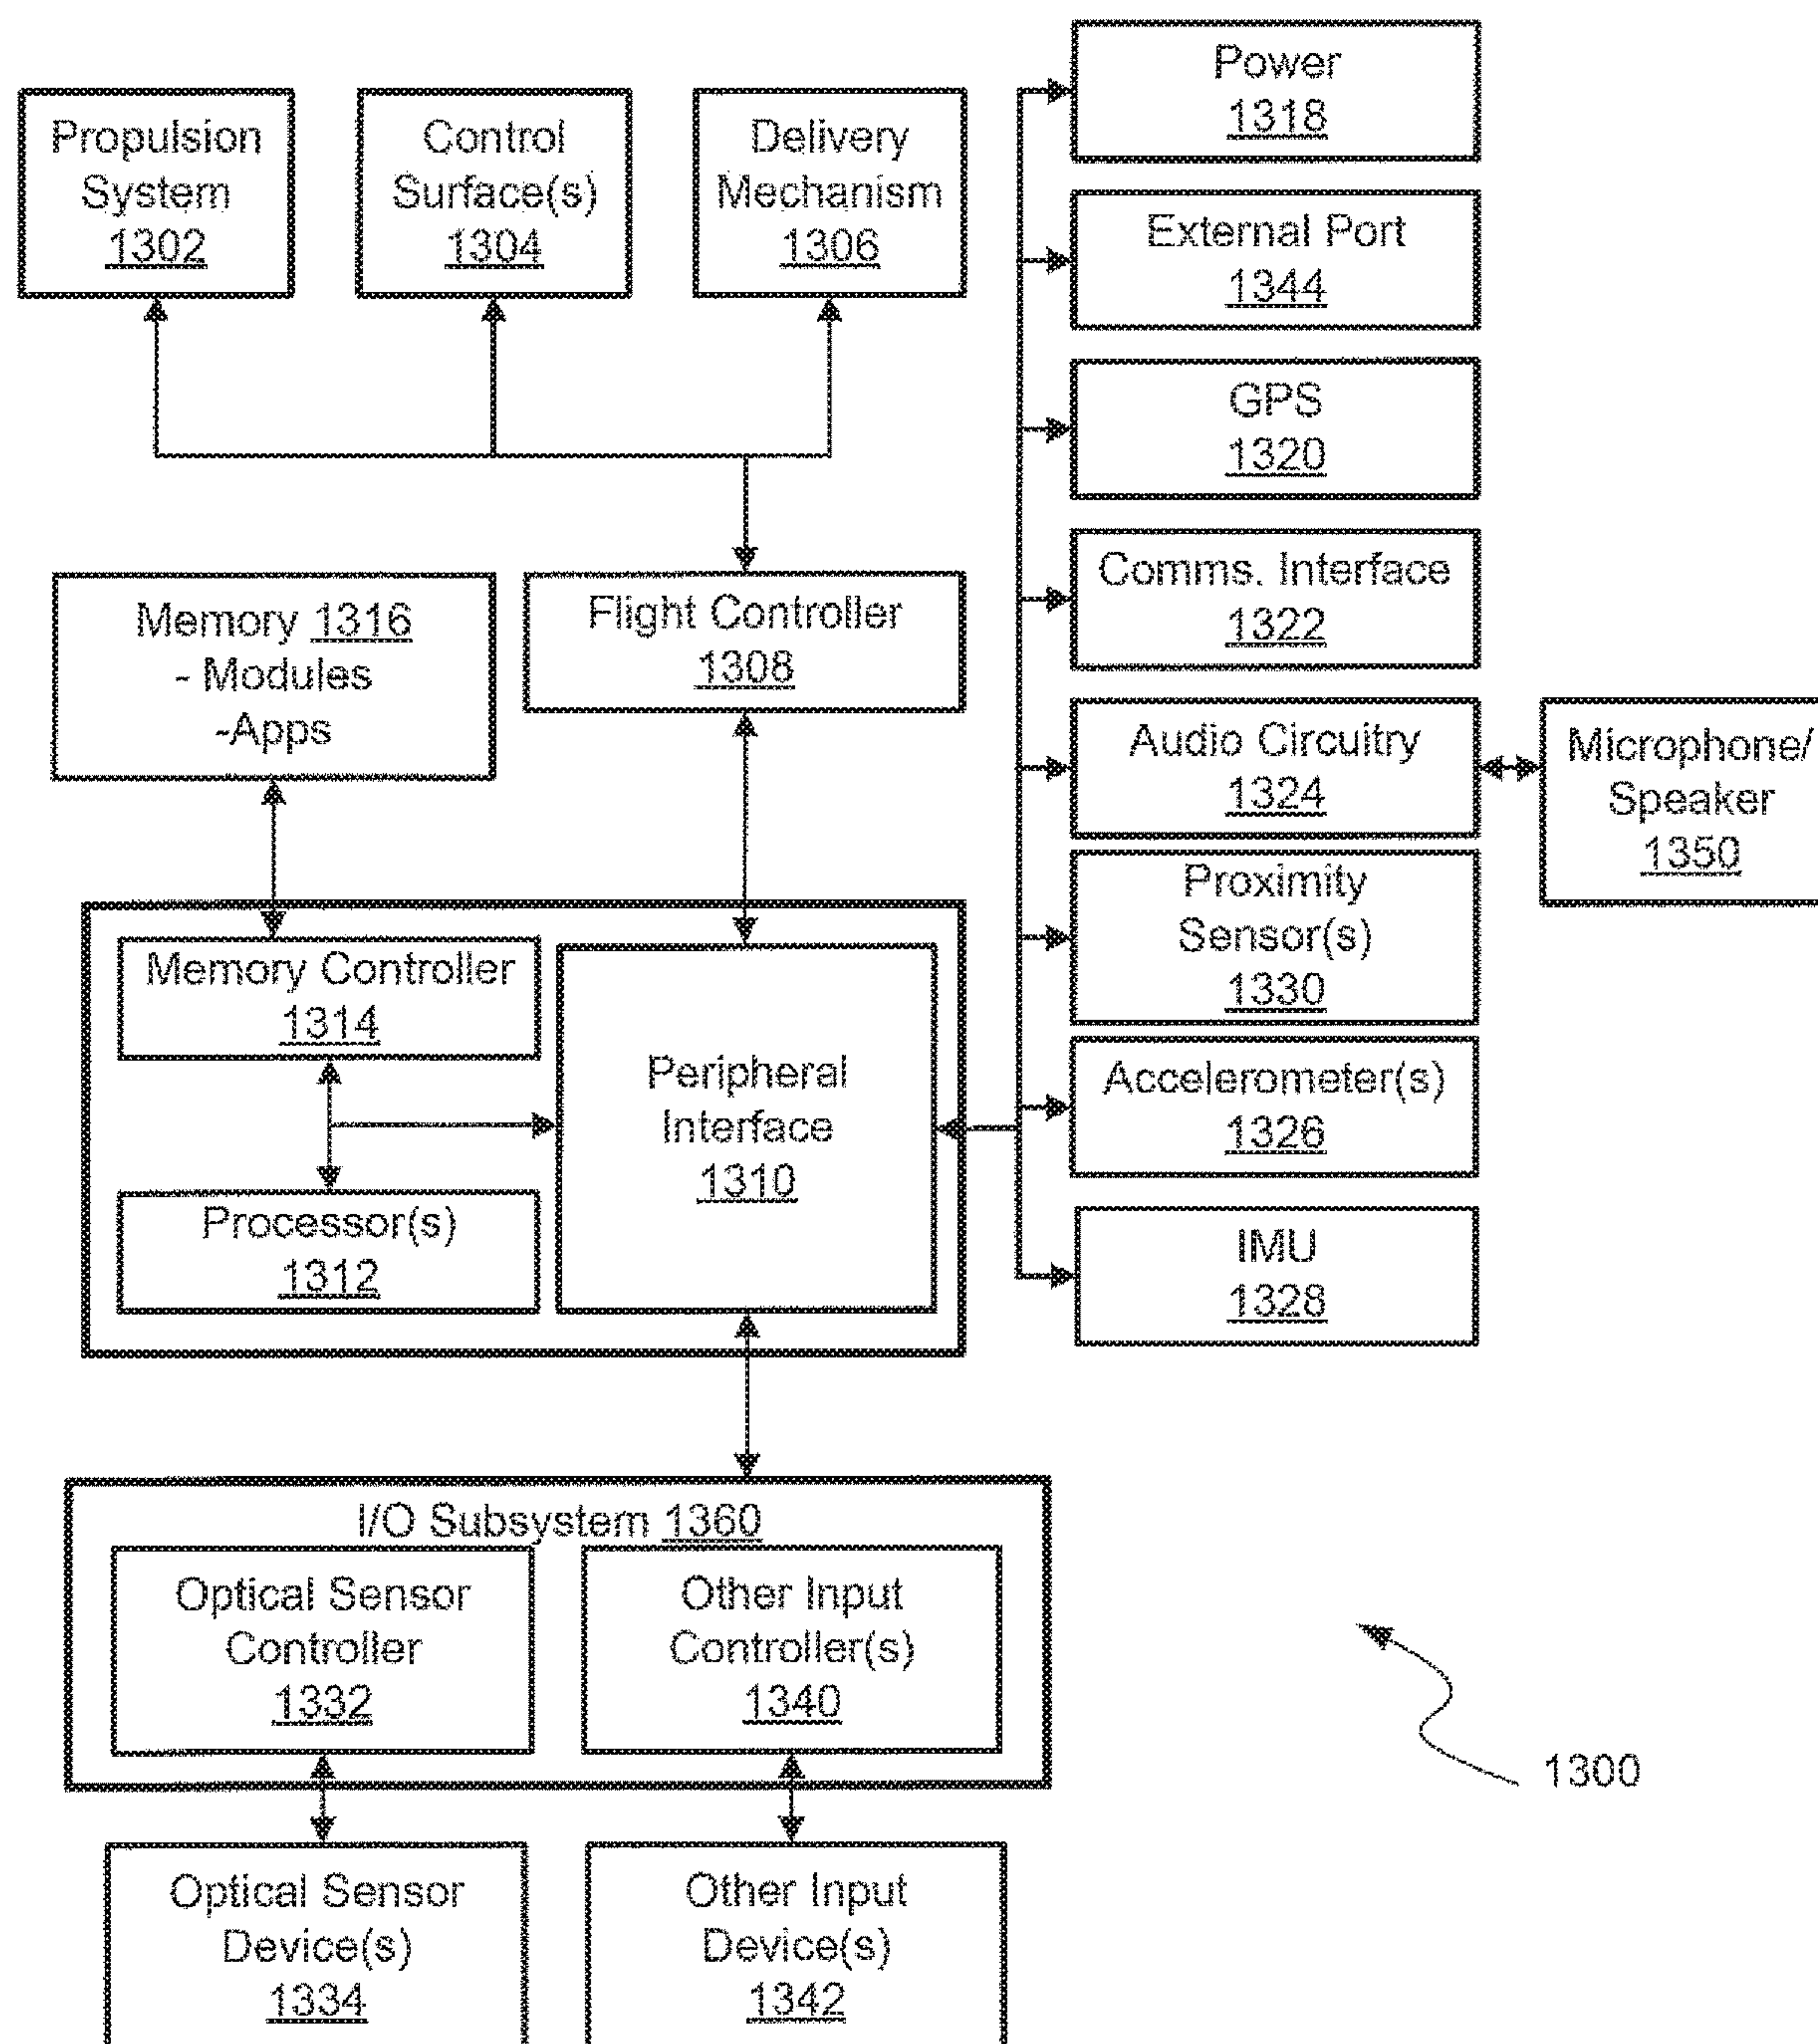 Propulsion
System
1302
Control
Surface(s)
1304
Delivery
Mechanism
1306
Power
1318
External Port
1344
GPS
1320
Comms. Interface
1322
Audio Circuitry
1324
Microphone/
Speaker
1350
Proximity
Sensor(s)
1330
Accelerometer(s)
1326
IMU
1328
Memory 1316
- Modules
-Apps
Flight Controller
1308
Memory Controller
1314
Processor(s)
1312
Peripheral
Interface
1310
I/O Subsystem 1360
Optical Sensor
Controller
1332
Other Input
Controller(s)
1340
Optical Sensor
Device(s)
1334
Other Input
Device(s)
1342
1300